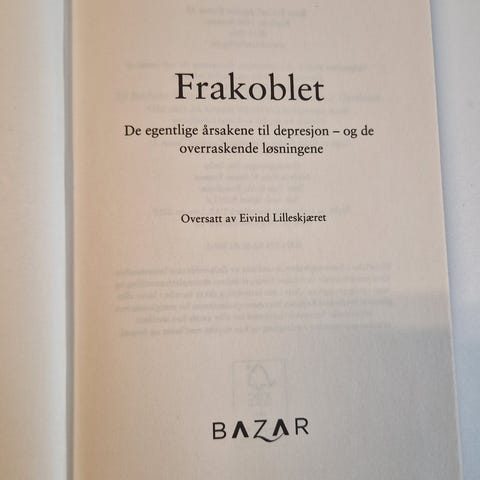 Frakoblet
De egentlige årsakene til depresjon – og de
overraskende løsningene
Oversatt av Eivind Lilleskjæret
BAZAR